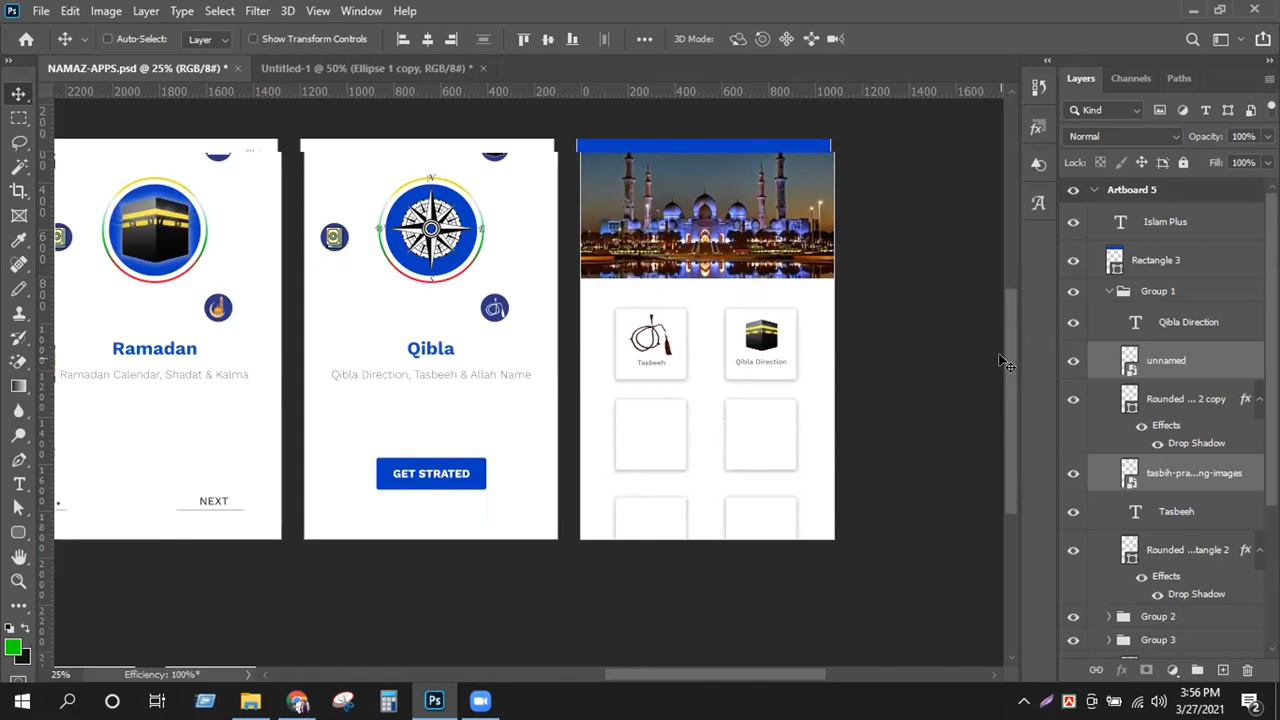 Ps File Edit Image Layer Type Select Filter 3D View Window Help
Auto-Select: Layer Show Transform Controls 3D Mode:
NAMAZ-APPS.psd @ 25% (RGB/8#) * × Untitled-1 @ 50% (Ellipse 1 copy, RGB/8#) * ×
2200 2000 1800 1600 1400 1200 1000 800 600 400 200 0 200 400 600 800 1000 1200 1400 1600
Layers Channels Paths
Kind
Normal Opacity: 100%
Lock: Fill: 100%
Artboard 5
Islam Plus
Rectangle 3
Group 1
Qibla Direction
unnamed
Rounded ... 2 copy fx
Effects
Drop Shadow
tasbih-pra...ng-images
Tasbeeh
Rounded ...tangle 2 fx
Effects
Drop Shadow
Group 2
Group 3
N
Tasbeeh
Qibla Direction
Ramadan
Ramadan Calendar, Shadat & Kalma
NEXT
Qibla
Qibla Direction, Tasbeeh & Allah Name
GET STRATED
25% Efficiency: 100%*
3:56 PM
3/27/2021
2